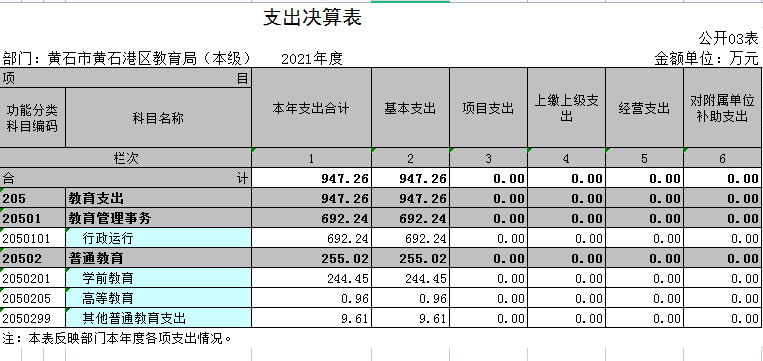 支出决算表
公开03表
部门：黄石市黄石港区教育局（本级） 2021年度 金额单位：万元
项 目 本年支出合计 基本支出 项目支出 上缴上级支出 经营支出 对附属单位补助支出
功能分类科目编码 科目名称
栏次 1 2 3 4 5 6
合 计 947.26 947.26 0.00 0.00 0.00 0.00
205 教育支出 947.26 947.26 0.00 0.00 0.00 0.00
20501 教育管理事务 692.24 692.24 0.00 0.00 0.00 0.00
2050101 行政运行 692.24 692.24 0.00 0.00 0.00 0.00
20502 普通教育 255.02 255.02 0.00 0.00 0.00 0.00
2050201 学前教育 244.45 244.45 0.00 0.00 0.00 0.00
2050205 高等教育 0.96 0.96 0.00 0.00 0.00 0.00
2050299 其他普通教育支出 9.61 9.61 0.00 0.00 0.00 0.00
注：本表反映部门本年度各项支出情况。